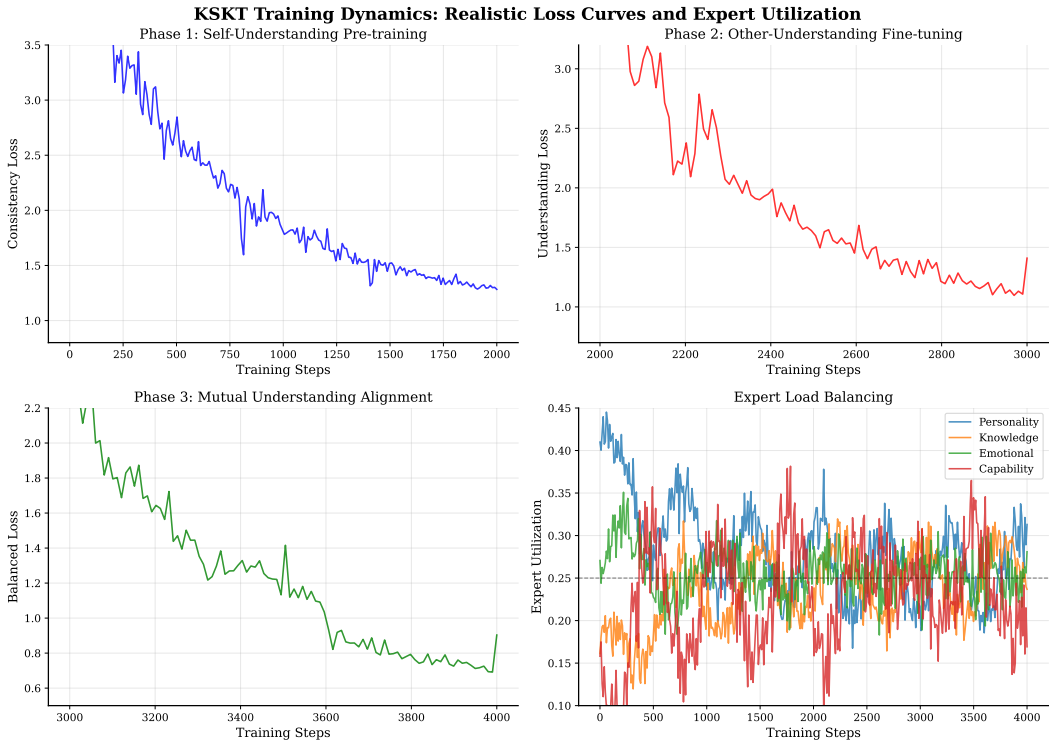 KSKT Training Dynamics: Realistic Loss Curves and Expert Utilization
Phase 1: Self-Understanding Pre-training
3.5
3.0
2.5
2.0
1.5
1.0
Consistency Loss
0 250 500 750 1000 1250 1500 1750 2000
Training Steps
Phase 2: Other-Understanding Fine-tuning
3.0
2.5
2.0
1.5
1.0
Understanding Loss
2000 2200 2400 2600 2800 3000
Training Steps
Phase 3: Mutual Understanding Alignment
2.2
2.0
1.8
1.6
1.4
1.2
1.0
0.8
0.6
Balanced Loss
3000 3200 3400 3600 3800 4000
Training Steps
Expert Load Balancing
0.45
0.40
0.35
0.30
0.25
0.20
0.15
0.10
Expert Utilization
Personality
Knowledge
Emotional
Capability
0 500 1000 1500 2000 2500 3000 3500 4000
Training Steps